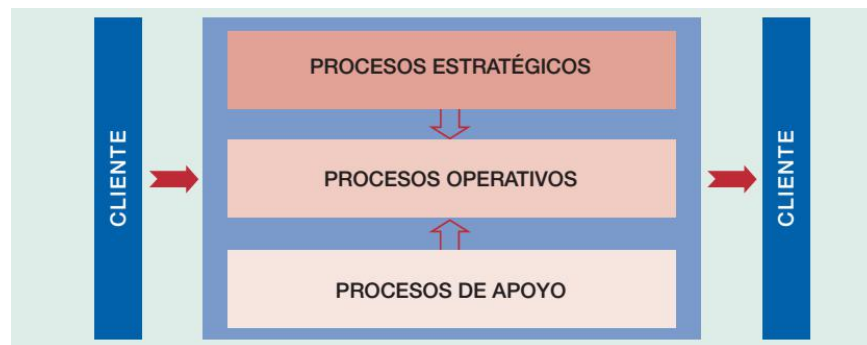 CLIENTE
PROCESOS ESTRATÉGICOS
PROCESOS OPERATIVOS
PROCESOS DE APOYO
CLIENTE